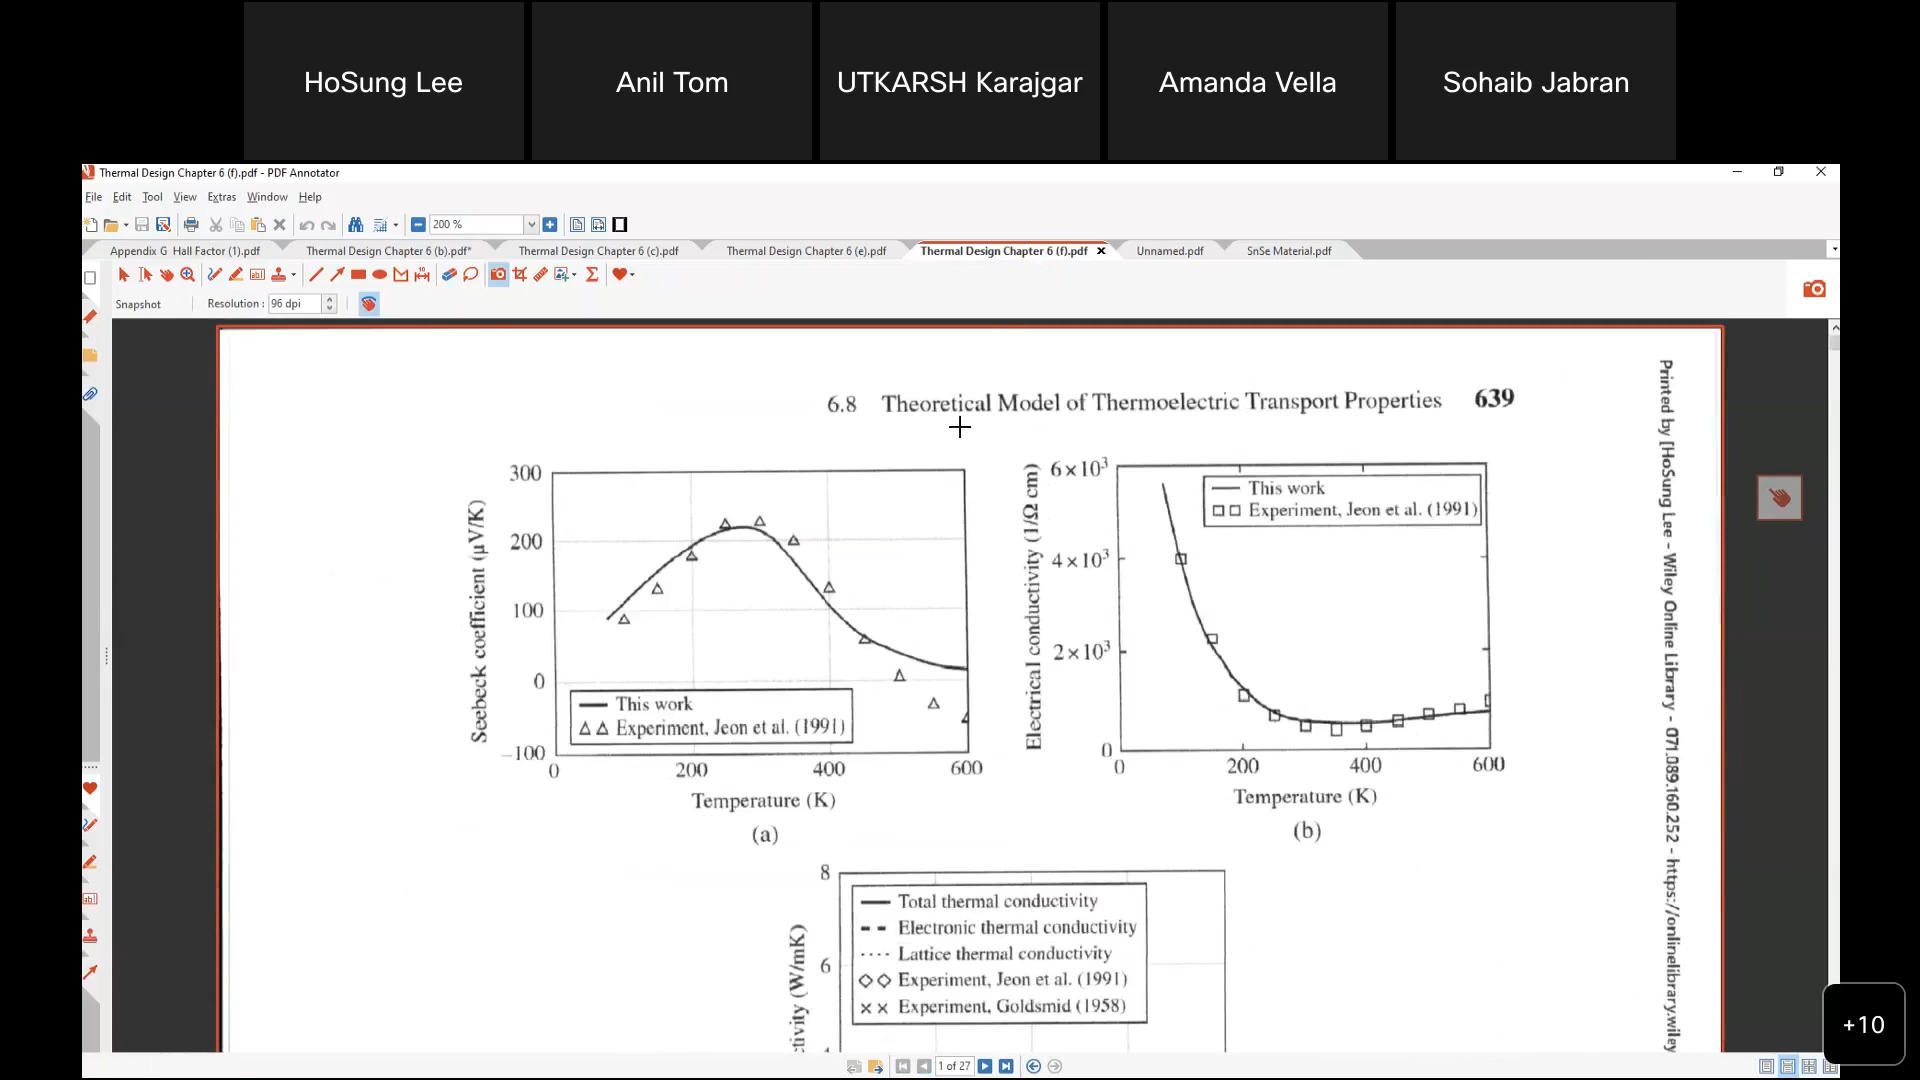 HoSung Lee
Anil Tom
UTKARSH Karajgar
Amanda Vella
Sohaib Jabran
Thermal Design Chapter 6 (f).pdf - PDF Annotator
File Edit Tool View Extras Window Help
200 %
Appendix G Hall Factor (1).pdf
Thermal Design Chapter 6 (b).pdf*
Thermal Design Chapter 6 (c).pdf
Thermal Design Chapter 6 (e).pdf
Thermal Design Chapter 6 (f).pdf
Unnamed.pdf
SnSe Material.pdf
Snapshot
Resolution : 96 dpi
6.8 Theoretical Model of Thermoelectric Transport Properties 639
300
200
100
0
−100
Seebeck coefficient (μV/K)
This work
Experiment, Jeon et al. (1991)
0 200 400 600
Temperature (K)
(a)
6×10³
4×10³
2×10³
0
Electrical conductivity (1/Ω cm)
This work
Experiment, Jeon et al. (1991)
0 200 400 600
Temperature (K)
(b)
8
6
tivity (W/mK)
Total thermal conductivity
Electronic thermal conductivity
Lattice thermal conductivity
Experiment, Jeon et al. (1991)
Experiment, Goldsmid (1958)
Printed by [HoSung Lee - Wiley Online Library - 071.089.160.252 - https://onlinelibrary.wiley
1 of 27
+10